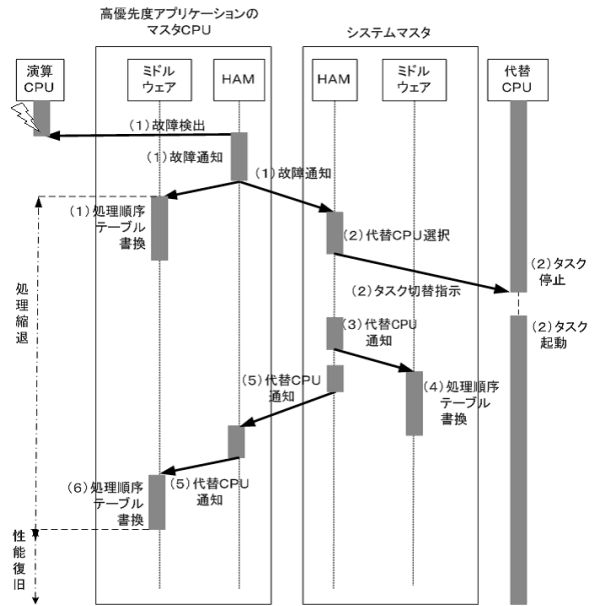 高優先度アプリケーションの
マスタCPU
システムマスタ
演算
CPU
ミドル
ウェア
HAM
HAM
ミドル
ウェア
代替
CPU
(1)故障検出
(1)故障通知
(1)故障通知
(1)処理順序
テーブル
書換
(2)代替CPU選択
(2)タスク
停止
(2)タスク切替指示
処理縮退
(3)代替CPU
通知
(2)タスク
起動
(5)代替CPU
通知
(4)処理順序
テーブル
書換
(6)処理順序
テーブル
書換
(5)代替CPU
通知
性能復旧